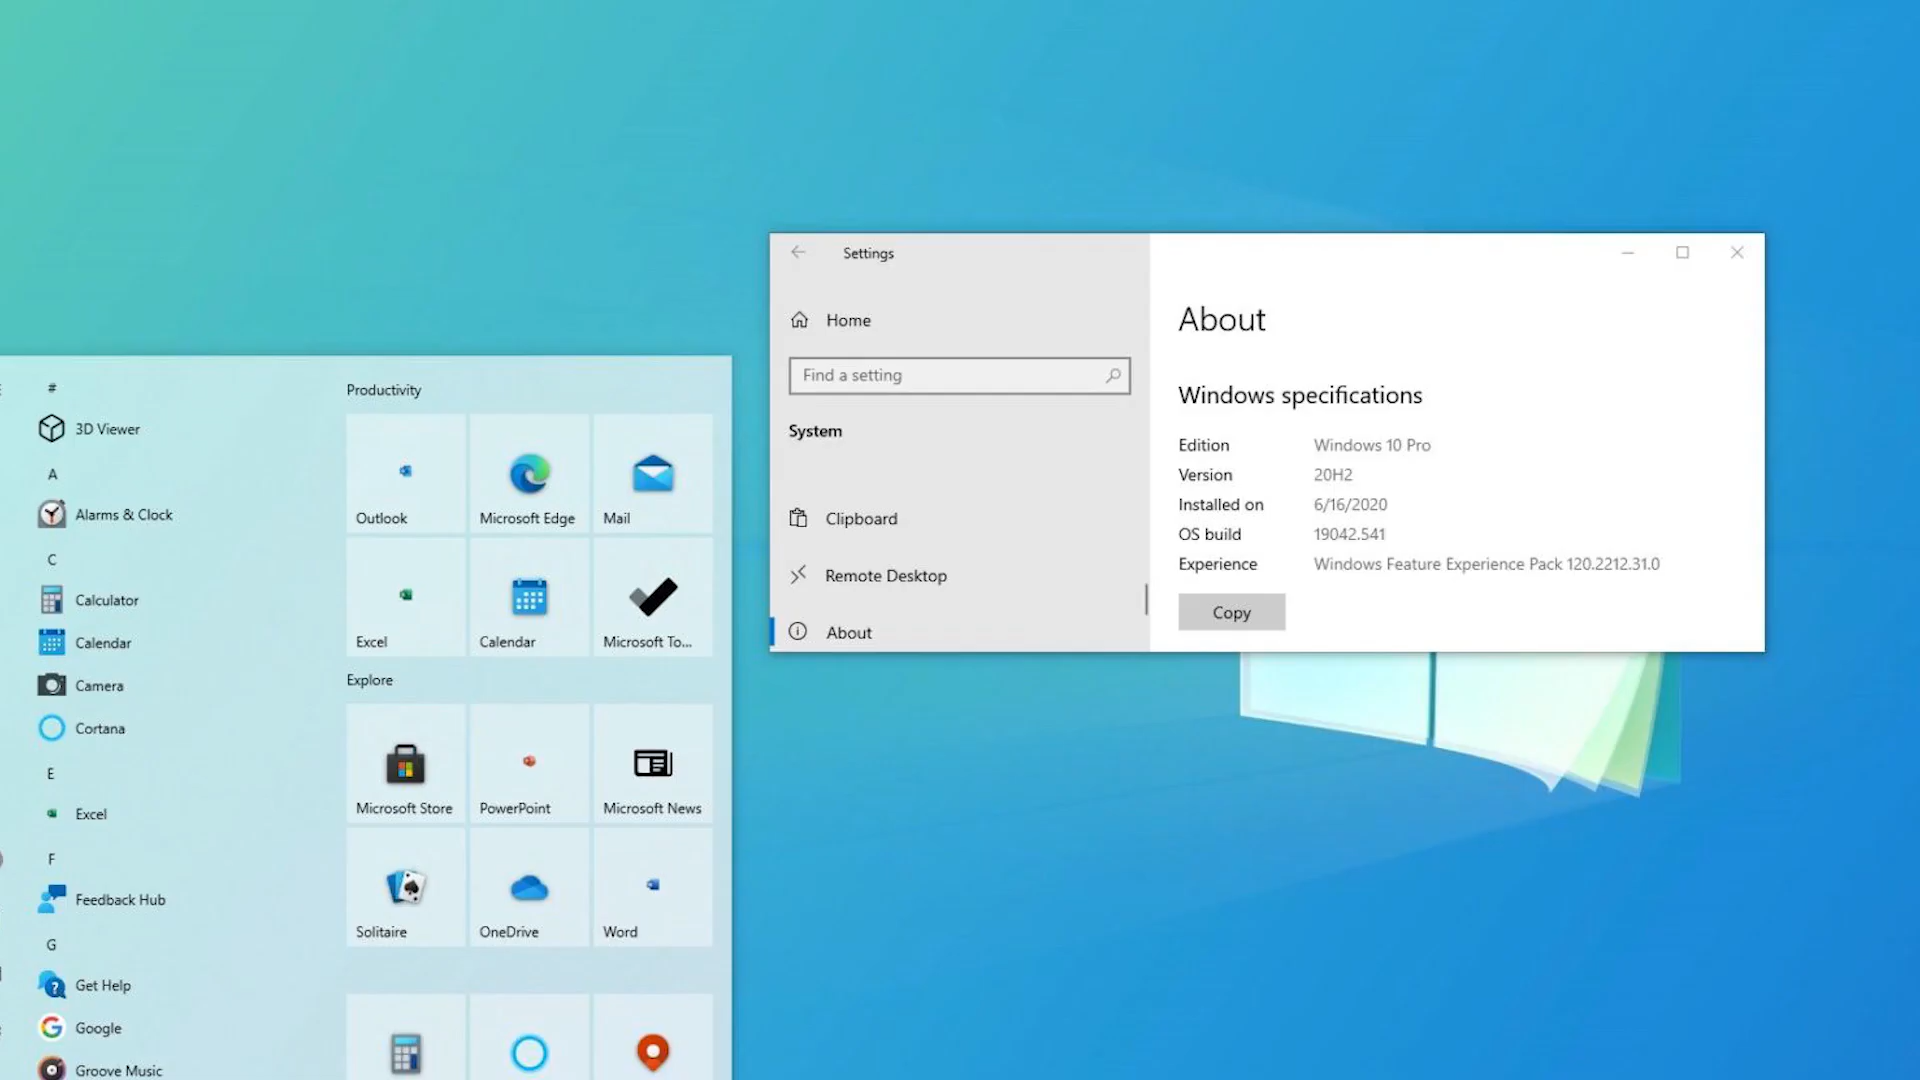 #
3D Viewer
A
Alarms & Clock
C
Calculator
Calendar
Camera
Cortana
E
Excel
F
Feedback Hub
G
Get Help
Google
Groove Music
Productivity
Outlook
Microsoft Edge
Mail
Excel
Calendar
Microsoft To...
Explore
Microsoft Store
PowerPoint
Microsoft News
Solitaire
OneDrive
Word
Settings
Home
Find a setting
System
Clipboard
Remote Desktop
About
About
Windows specifications
Edition Windows 10 Pro
Version 20H2
Installed on 6/16/2020
OS build 19042.541
Experience Windows Feature Experience Pack 120.2212.31.0
Copy